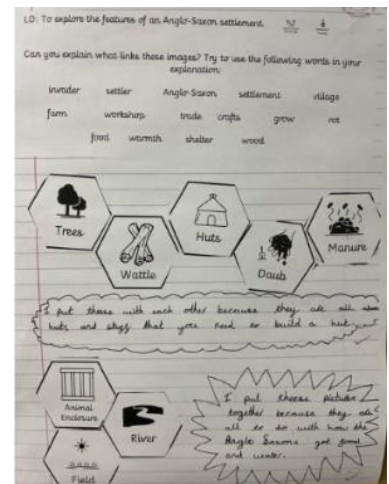 LO: To explore the features of an Anglo-Saxon settlement.
Can you explain what links these images? Try to use the following words in your
explanation:
invader settler Anglo-Saxon settlement village
farm workshop trade crafts grow rot
food warmth shelter wood
Trees
Wattle
Huts
Daub
Manure
I put these with each other because they are all about
huts and stuff that you need to build a hut
Animal
Enclosure
River
Field
I put these pictures
together because they are
all to do with how the
Anglo Saxons got food
and water.